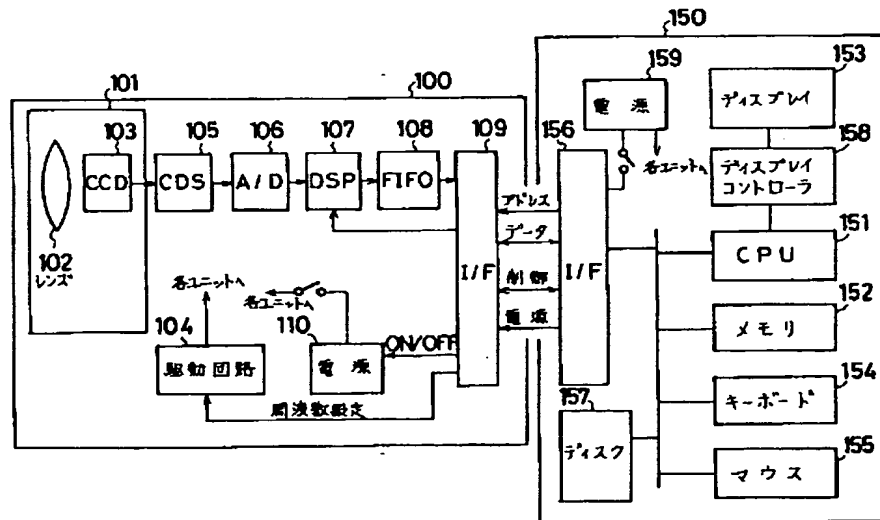 150
101
100
159
153
電源
ディスプレイ
103
105
106
107
108
109
156
158
CCD
CDS
A/D
DSP
FIFO
I/F
I/F
各ユニットへ
ディスプレイ
コントローラ
アドレス
データ
制御
電源
151
CPU
102
レンズ
各ユニットへ
各ユニットへ
104
駆動回路
110
電源
ON/OFF
周波数設定
152
メモリ
154
キーボード
157
ディスク
155
マウス